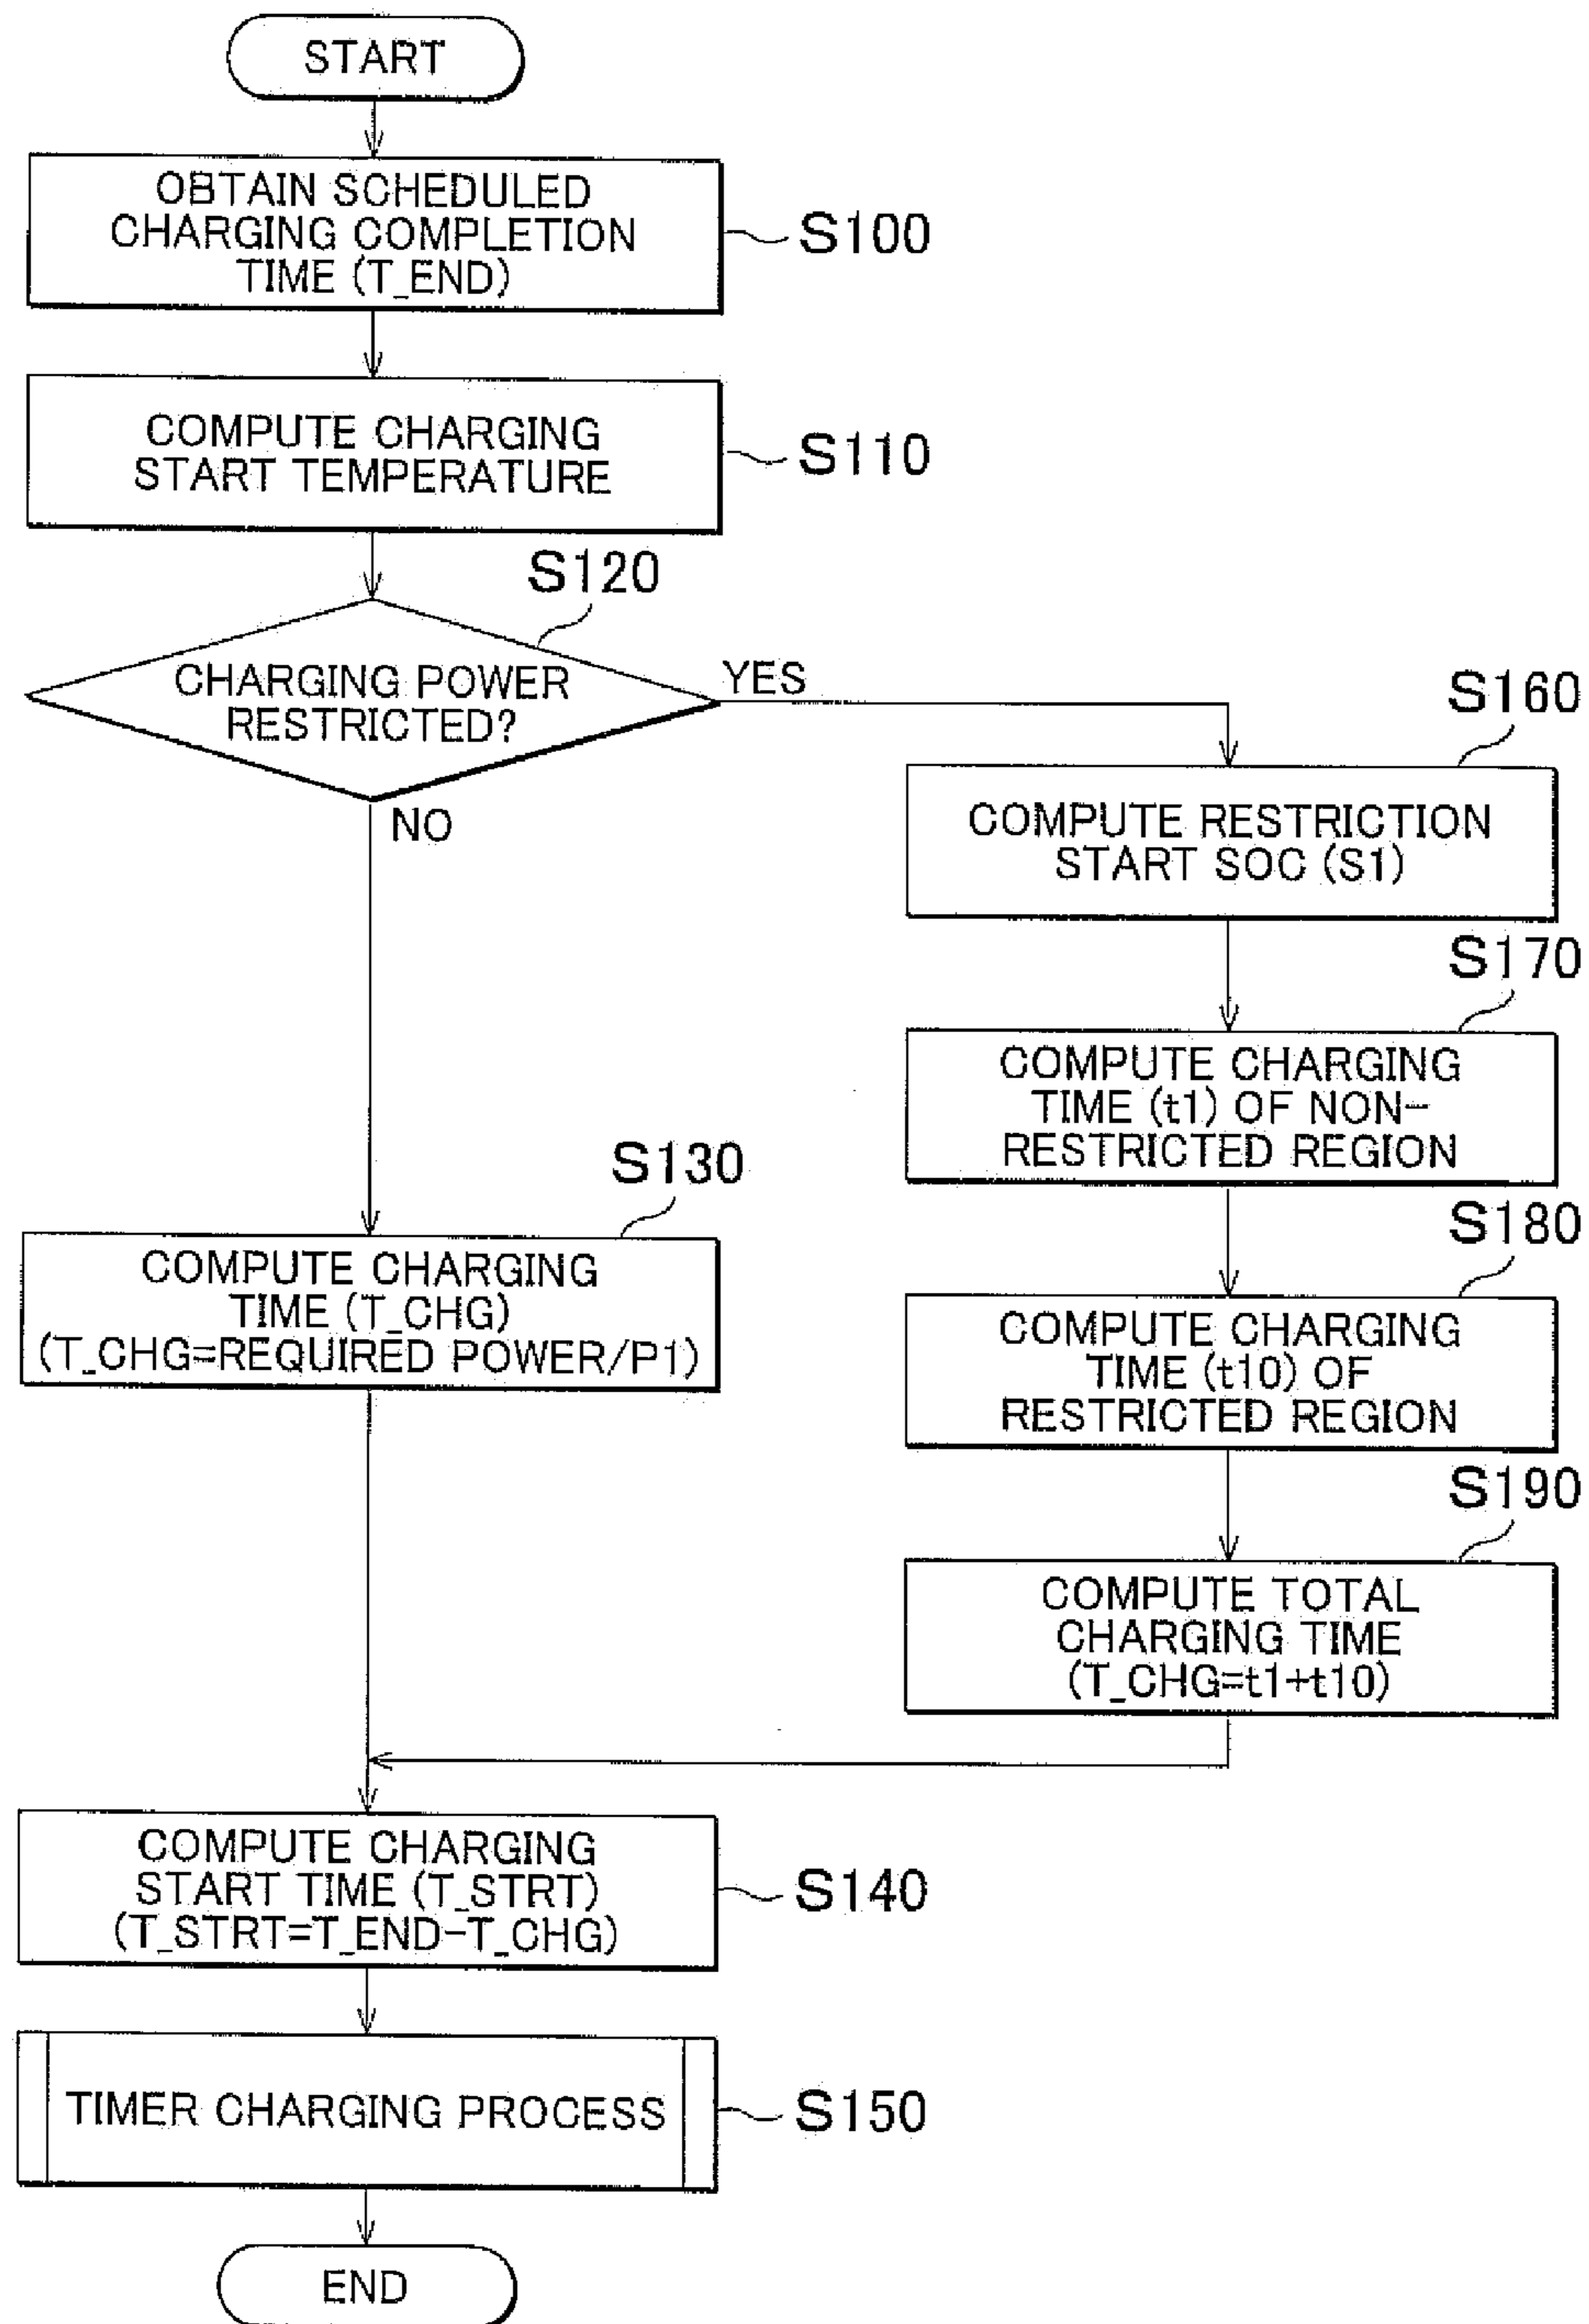 START
OBTAIN SCHEDULED
CHARGING COMPLETION
TIME (T_END)
S100
COMPUTE CHARGING
START TEMPERATURE
S110
S120
CHARGING POWER
RESTRICTED?
YES
NO
S160
COMPUTE RESTRICTION
START SOC (S1)
S170
COMPUTE CHARGING
TIME (t1) OF NON-
RESTRICTED REGION
S130
COMPUTE CHARGING
TIME (T_CHG)
(T_CHG=REQUIRED POWER/P1)
S180
COMPUTE CHARGING
TIME (t10) OF
RESTRICTED REGION
S190
COMPUTE TOTAL
CHARGING TIME
(T_CHG=t1+t10)
COMPUTE CHARGING
START TIME (T_STRT)
(T_STRT=T_END-T_CHG)
S140
TIMER CHARGING PROCESS
S150
END